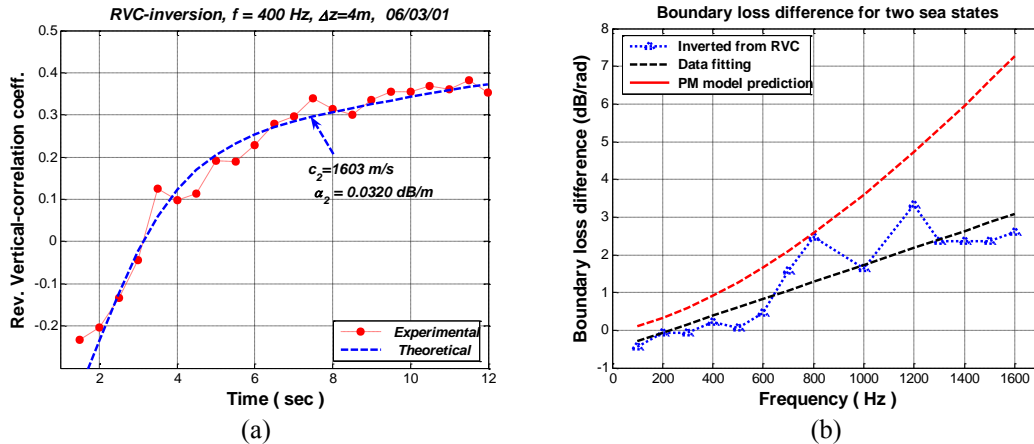 RVC-inversion, f = 400 Hz, Δz=4m, 06/03/01
Rev. Vertical-correlation coeff.
0.4
0.3
0.2
0.1
0
-0.1
-0.2
c2=1603 m/s
α2 = 0.0320 dB/m
Experimental
Theoretical
2 4 6 8 10 12
Time ( sec )
(a)
Boundary loss difference for two sea states
Boundary loss difference (dB/rad)
8
7
6
5
4
3
2
1
0
-1
Inverted from RVC
Data fitting
PM model prediction
0 200 400 600 800 1000 1200 1400 1600
Frequency ( Hz )
(b)